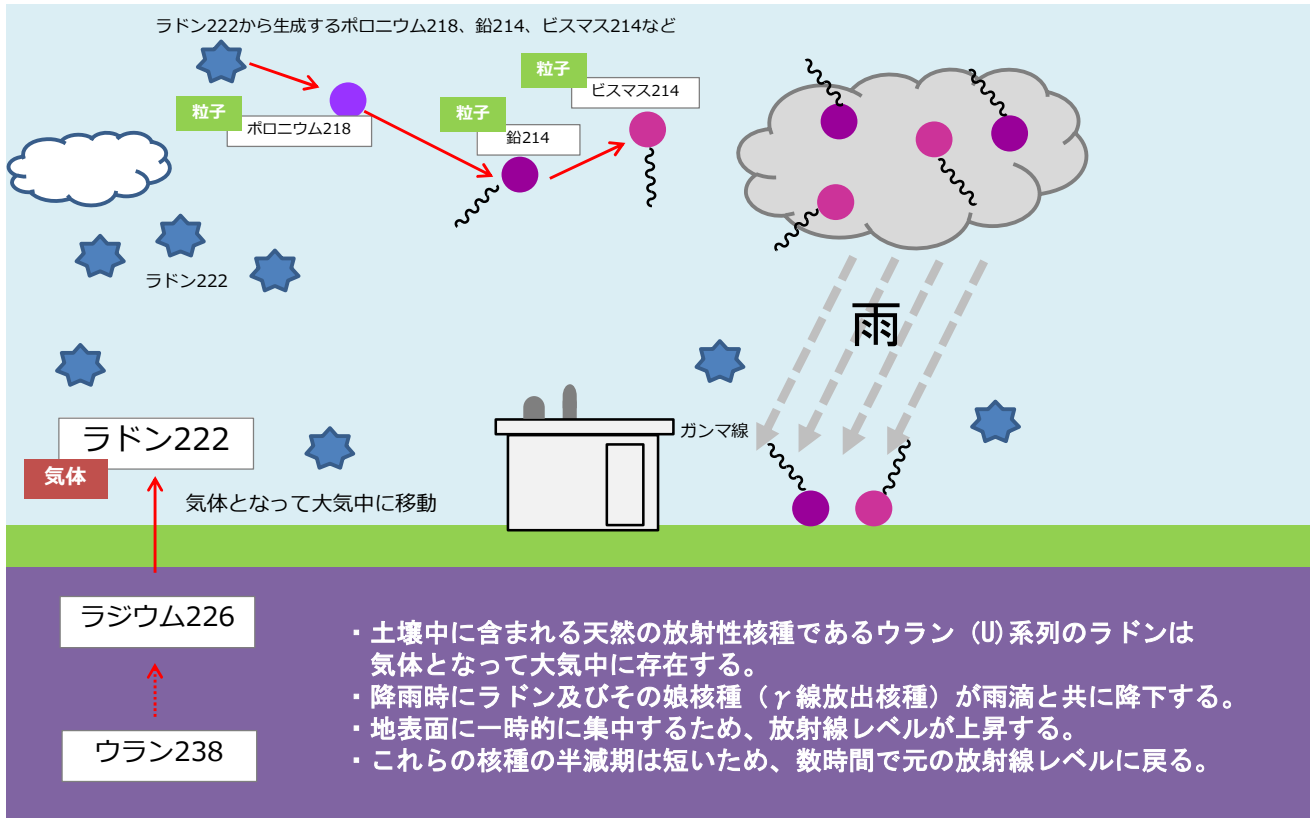 ラドン222から生成するポロニウム218、鉛214、ビスマス214など
粒子
ビスマス214
粒子
ポロニウム218
粒子
鉛214
ラドン222
雨
ラドン222
気体
ガンマ線
気体となって大気中に移動
ラジウム226
ウラン238
・土壌中に含まれる天然の放射性核種であるウラン（U)系列のラドンは
気体となって大気中に存在する。
・降雨時にラドン及びその娘核種（γ線放出核種）が雨滴と共に降下する。
・地表面に一時的に集中するため、放射線レベルが上昇する。
・これらの核種の半減期は短いため、数時間で元の放射線レベルに戻る。